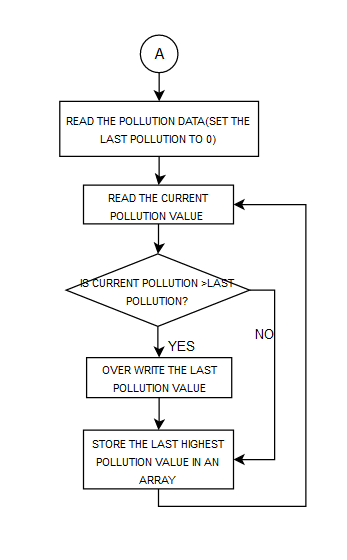 A
READ THE POLLUTION DATA(SET THE
LAST POLLUTION TO 0)
READ THE CURRENT
POLLUTION VALUE
IS CURRENT POLLUTION >LAST
POLLUTION?
NO
YES
OVER WRITE THE LAST
POLLUTION VALUE
STORE THE LAST HIGHEST
POLLUTION VALUE IN AN
ARRAY